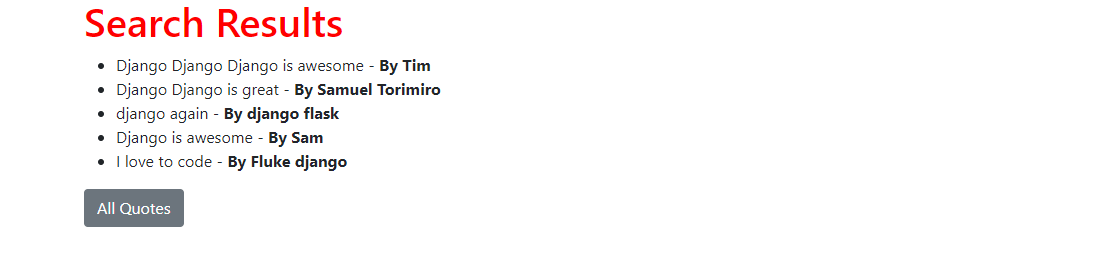 Search Results
Django Django Django is awesome - By Tim
Django Django is great - By Samuel Torimiro
django again - By django flask
Django is awesome - By Sam
I love to code - By Fluke django
All Quotes